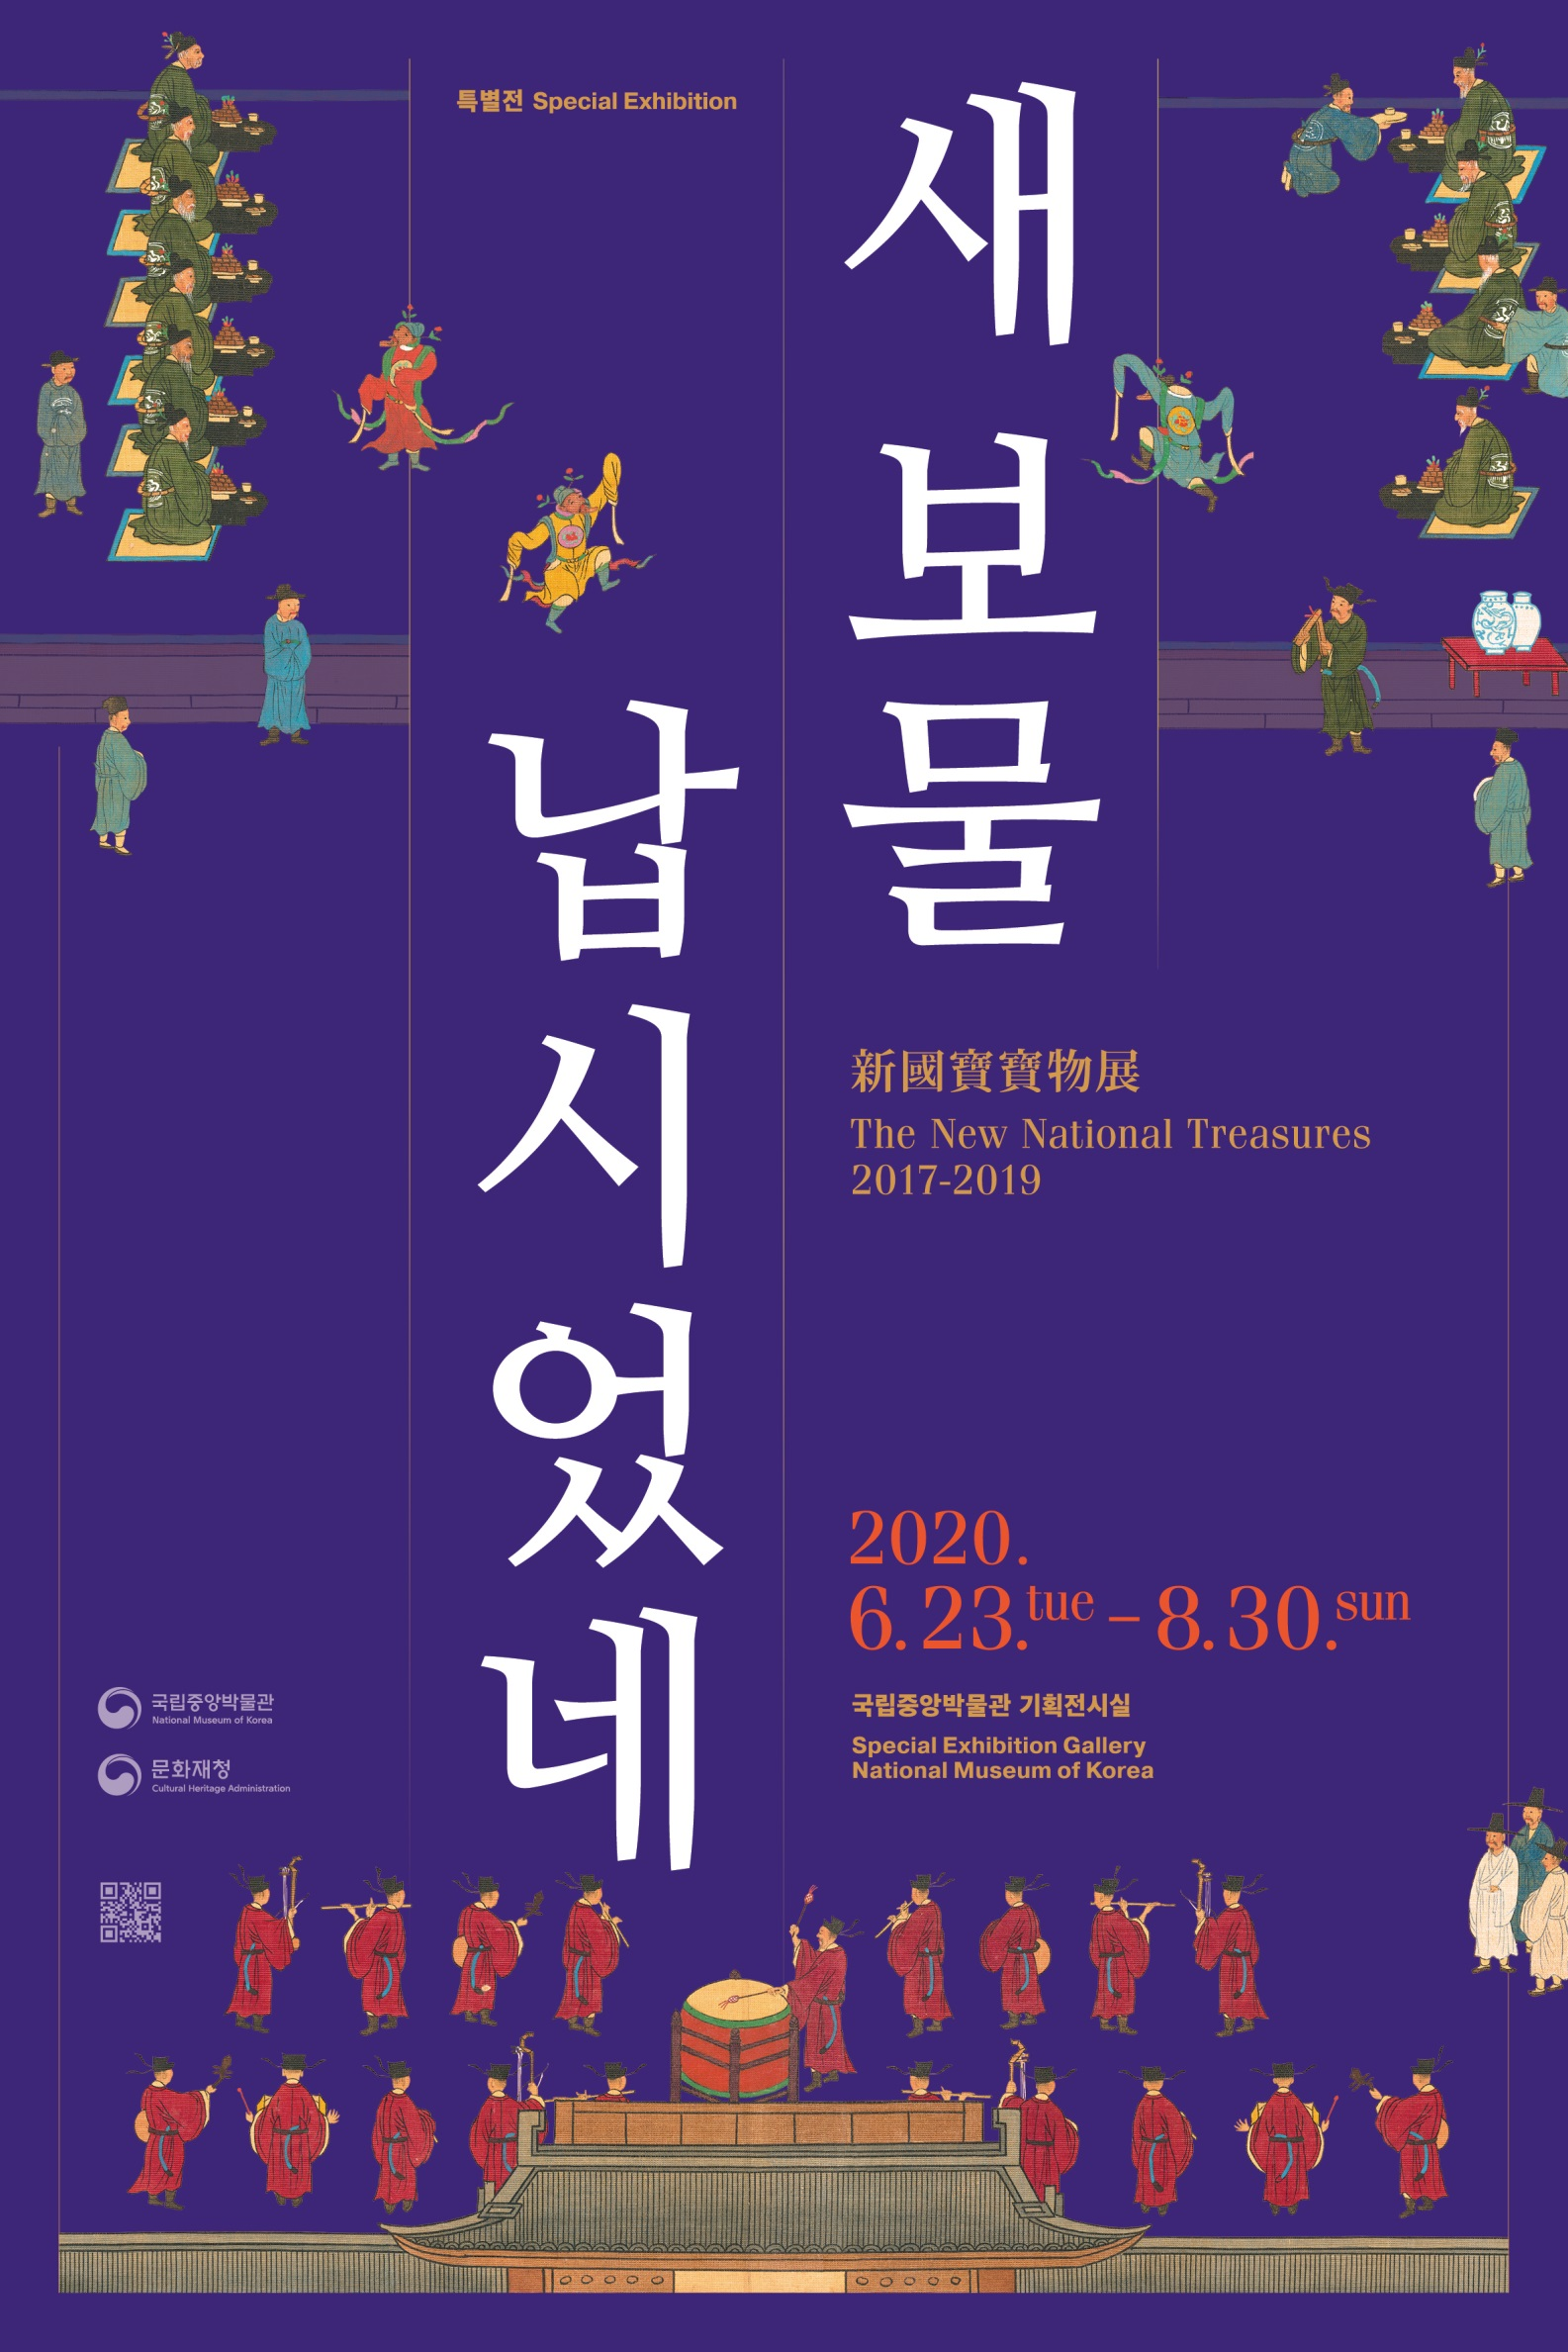 특별전 Special Exhibition
새보물
납시었네
新國寶寶物展
The New National Treasures
2017-2019
2020.
6.23.tue – 8.30.sun
국립중앙박물관 기획전시실
Special Exhibition Gallery
National Museum of Korea
국립중앙박물관
National Museum of Korea
문화재청
Cultural Heritage Administration